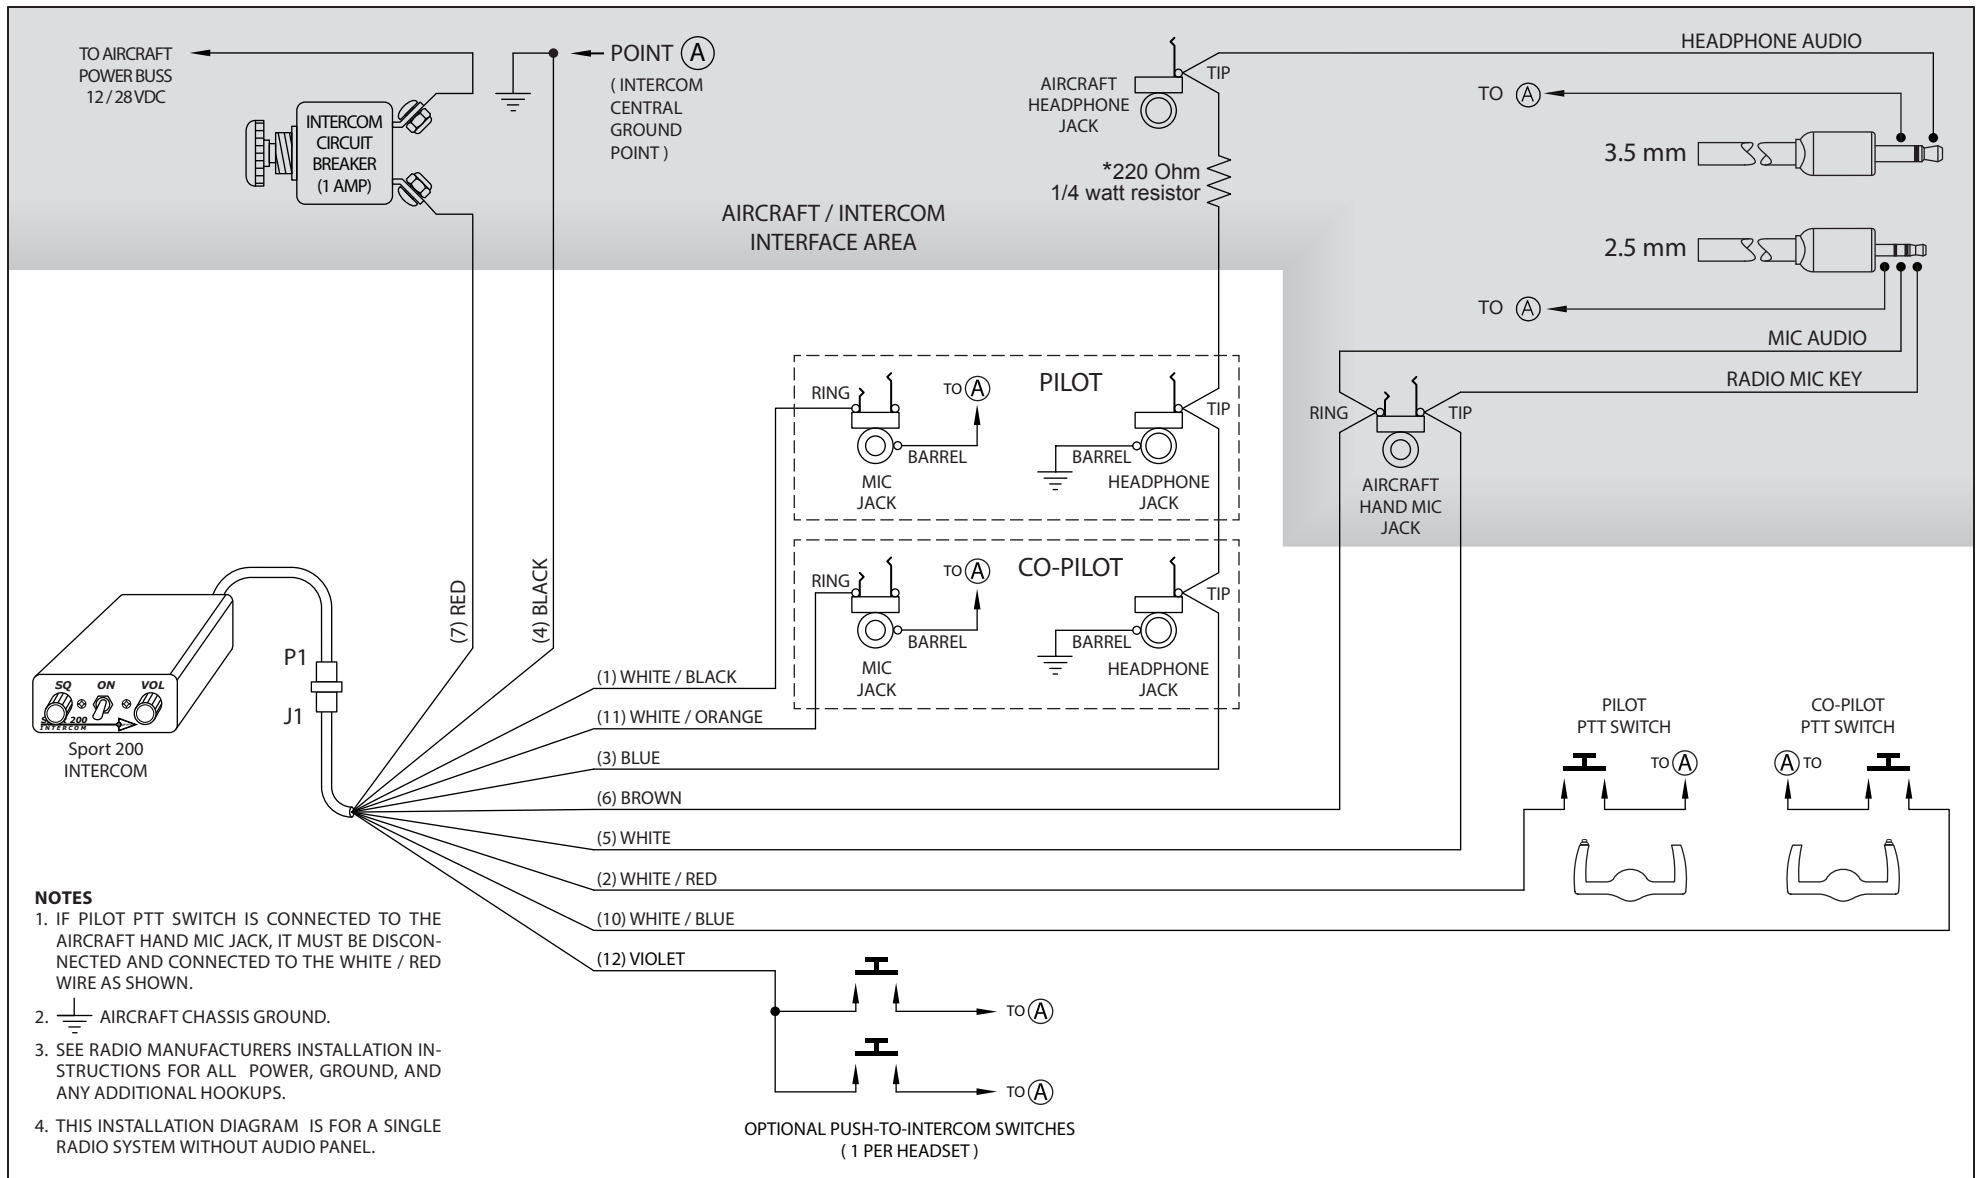 TO AIRCRAFT
POWER BUSS
12 / 28 VDC
INTERCOM
CIRCUIT
BREAKER
(1 AMP)
POINT A
( INTERCOM
CENTRAL
GROUND
POINT )
AIRCRAFT / INTERCOM
INTERFACE AREA
AIRCRAFT
HEADPHONE
JACK
TIP
*220 Ohm
1/4 watt resistor
HEADPHONE AUDIO
TO A
3.5 mm
2.5 mm
TO A
MIC AUDIO
RADIO MIC KEY
RING
TIP
AIRCRAFT
HAND MIC
JACK
PILOT
RING
TO A
BARREL
MIC
JACK
TIP
BARREL
HEADPHONE
JACK
CO-PILOT
RING
TO A
BARREL
MIC
JACK
TIP
BARREL
HEADPHONE
JACK
(7) RED
(4) BLACK
P1
J1
SQ ON VOL
200
INTERCOM
Sport 200
INTERCOM
(1) WHITE / BLACK
(11) WHITE / ORANGE
(3) BLUE
(6) BROWN
(5) WHITE
(2) WHITE / RED
(10) WHITE / BLUE
(12) VIOLET
PILOT
PTT SWITCH
TO A
CO-PILOT
PTT SWITCH
A TO
TO A
TO A
OPTIONAL PUSH-TO-INTERCOM SWITCHES
( 1 PER HEADSET )
NOTES
1. IF PILOT PTT SWITCH IS CONNECTED TO THE
AIRCRAFT HAND MIC JACK, IT MUST BE DISCON-
NECTED AND CONNECTED TO THE WHITE / RED
WIRE AS SHOWN.
2. AIRCRAFT CHASSIS GROUND.
3. SEE RADIO MANUFACTURERS INSTALLATION IN-
STRUCTIONS FOR ALL POWER, GROUND, AND
ANY ADDITIONAL HOOKUPS.
4. THIS INSTALLATION DIAGRAM IS FOR A SINGLE
RADIO SYSTEM WITHOUT AUDIO PANEL.